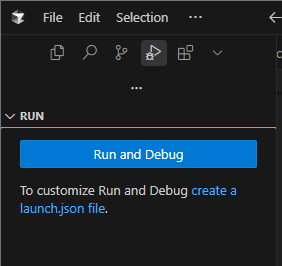 File Edit Selection ...
...
RUN
Run and Debug
To customize Run and Debug create a
launch.json file.